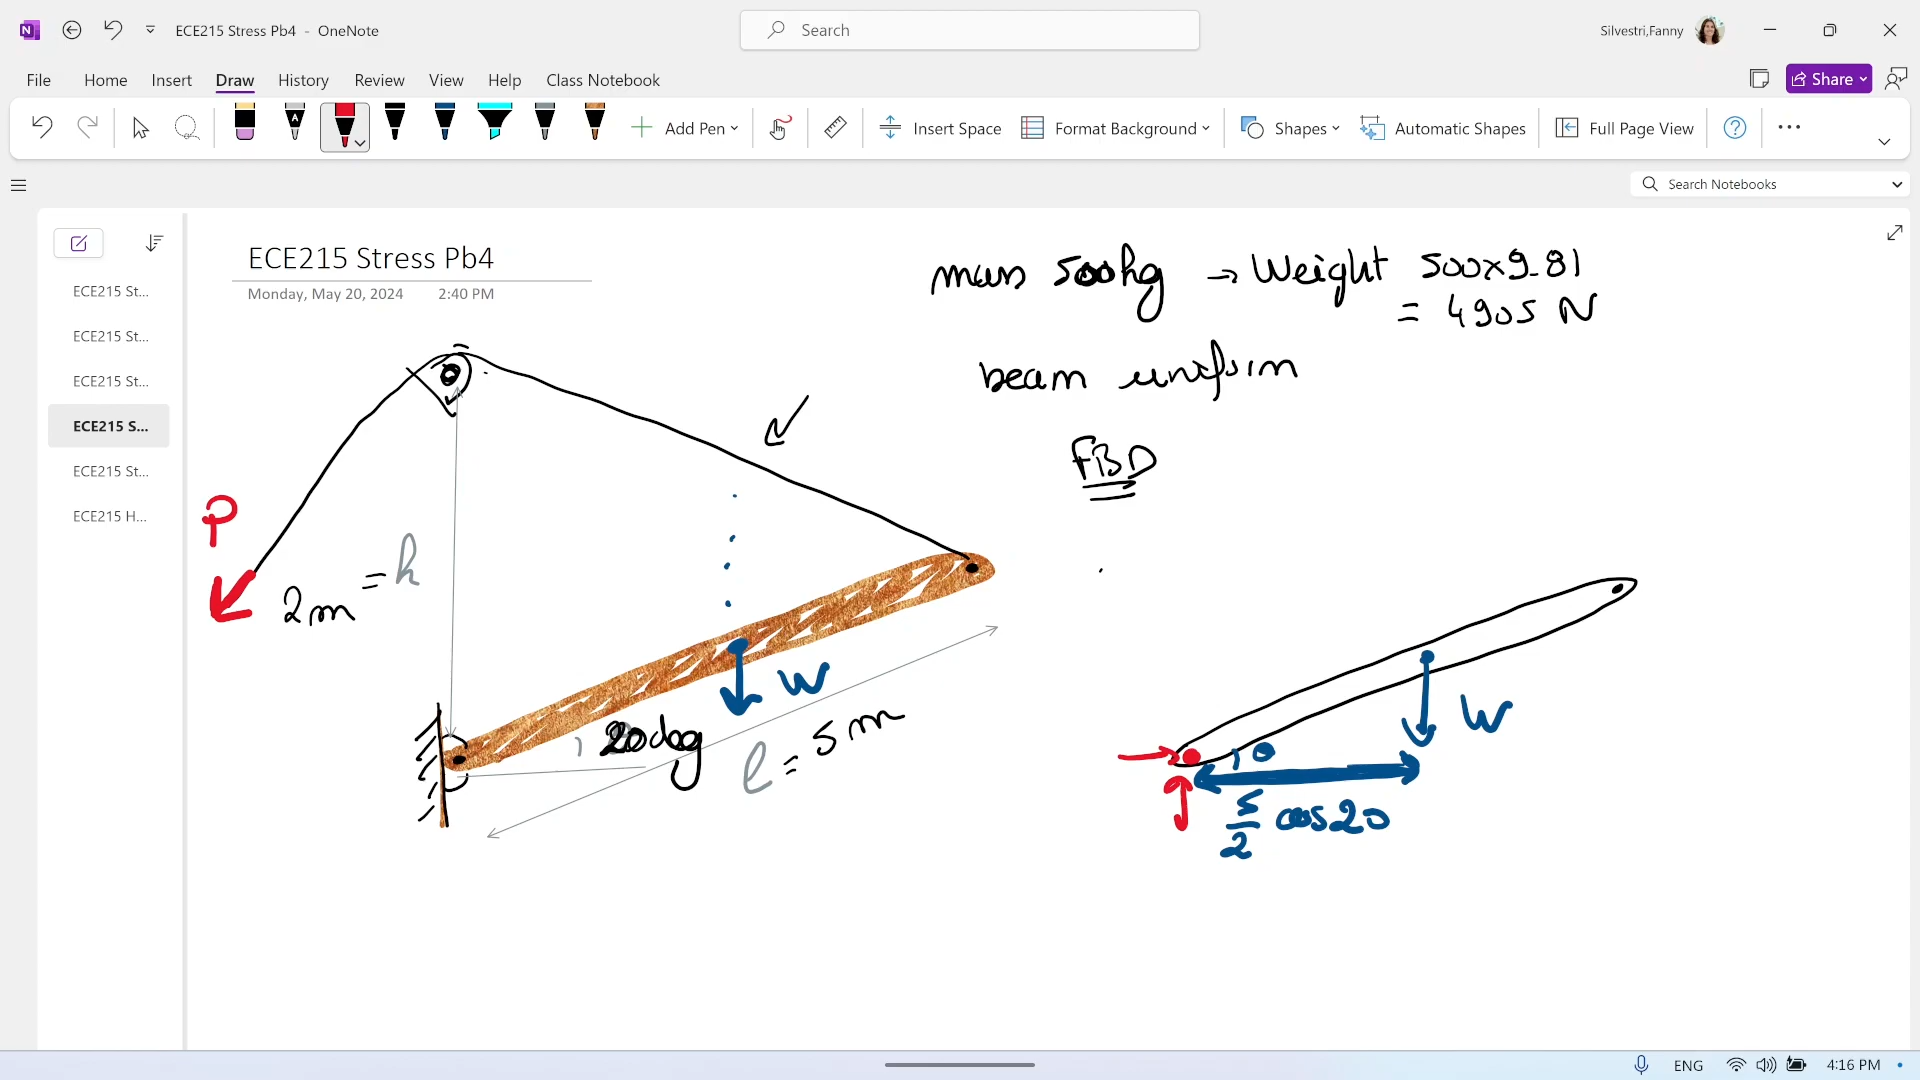 ECE215 Stress Pb4 - OneNote
Search
Silvestri,Fanny
File Home Insert Draw History Review View Help Class Notebook
Share
Add Pen
Insert Space
Format Background
Shapes
Automatic Shapes
Full Page View
Search Notebooks
ECE215 St...
ECE215 St...
ECE215 St...
ECE215 S...
ECE215 St...
ECE215 H...
ECE215 Stress Pb4
Monday, May 20, 2024 2:40 PM
mass 500kg → Weight 500x9.81
= 4905 N
beam uniform
FBD
P
2m = h
W
20deg
l = 5 m
W
θ
5/2 cos20
ENG
4:16 PM